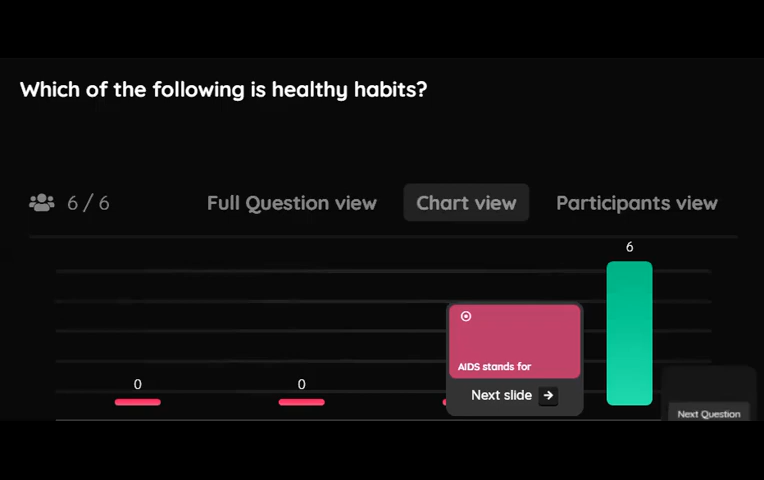 Which of the following is healthy habits?
6 / 6
Full Question view
Chart view
Participants view
6
0
0
AIDS stands for
Next slide
Next Question